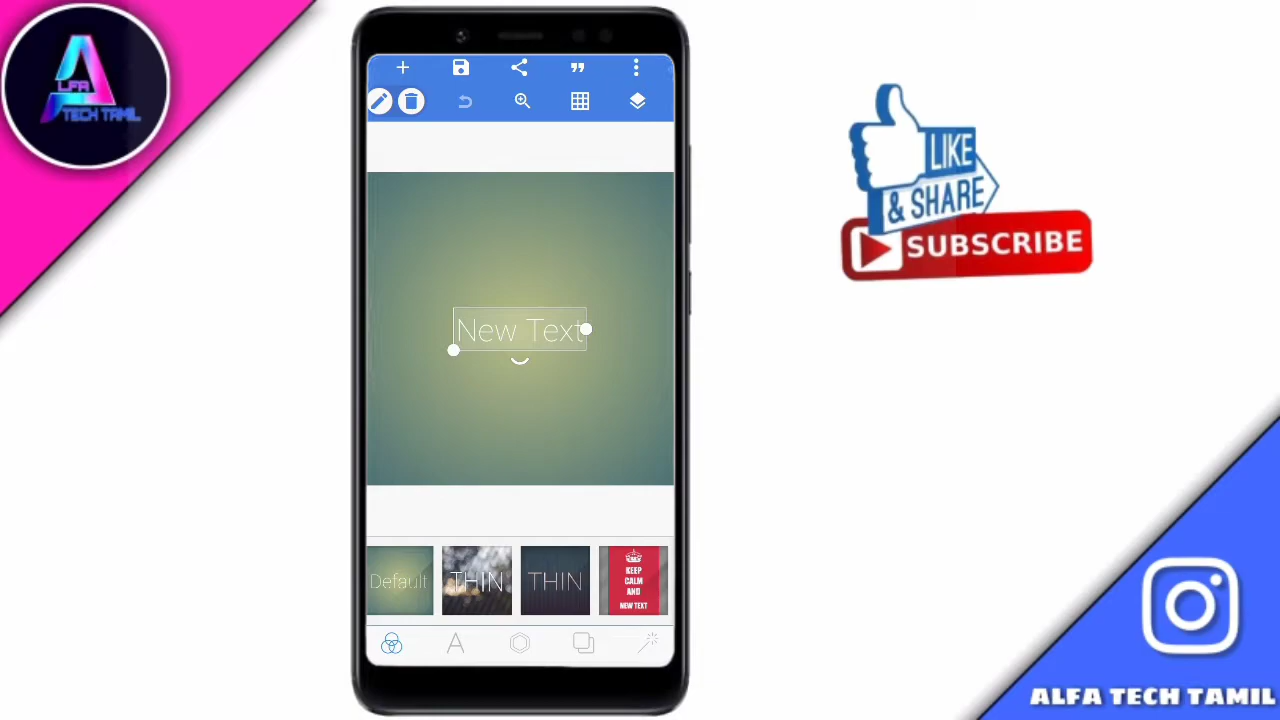 ALFA
TECH TAMIL
New Text
Default
THIN
THIN
KEEP
CALM
AND
NEW TEXT
LIKE
& SHARE
SUBSCRIBE
ALFA TECH TAMIL